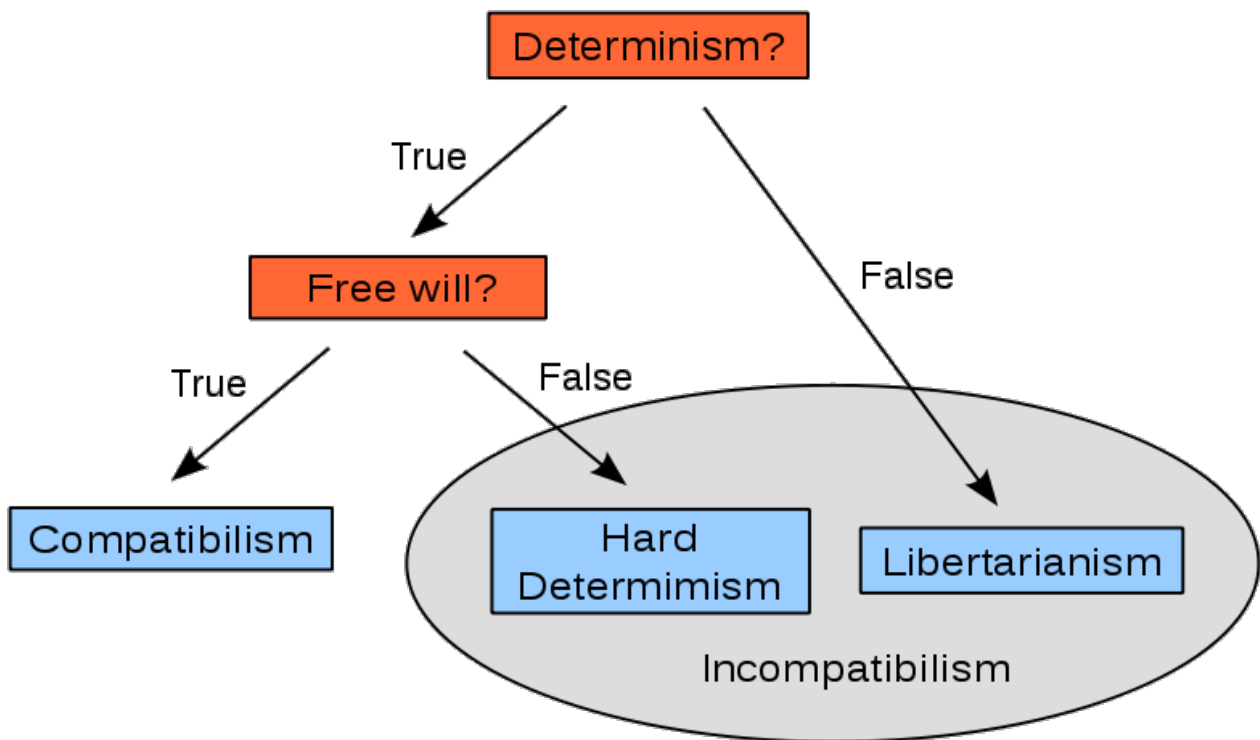 Determinism?
True
False
Free will?
True
False
Compatibilism
Hard
Determimism
Libertarianism
Incompatibilism